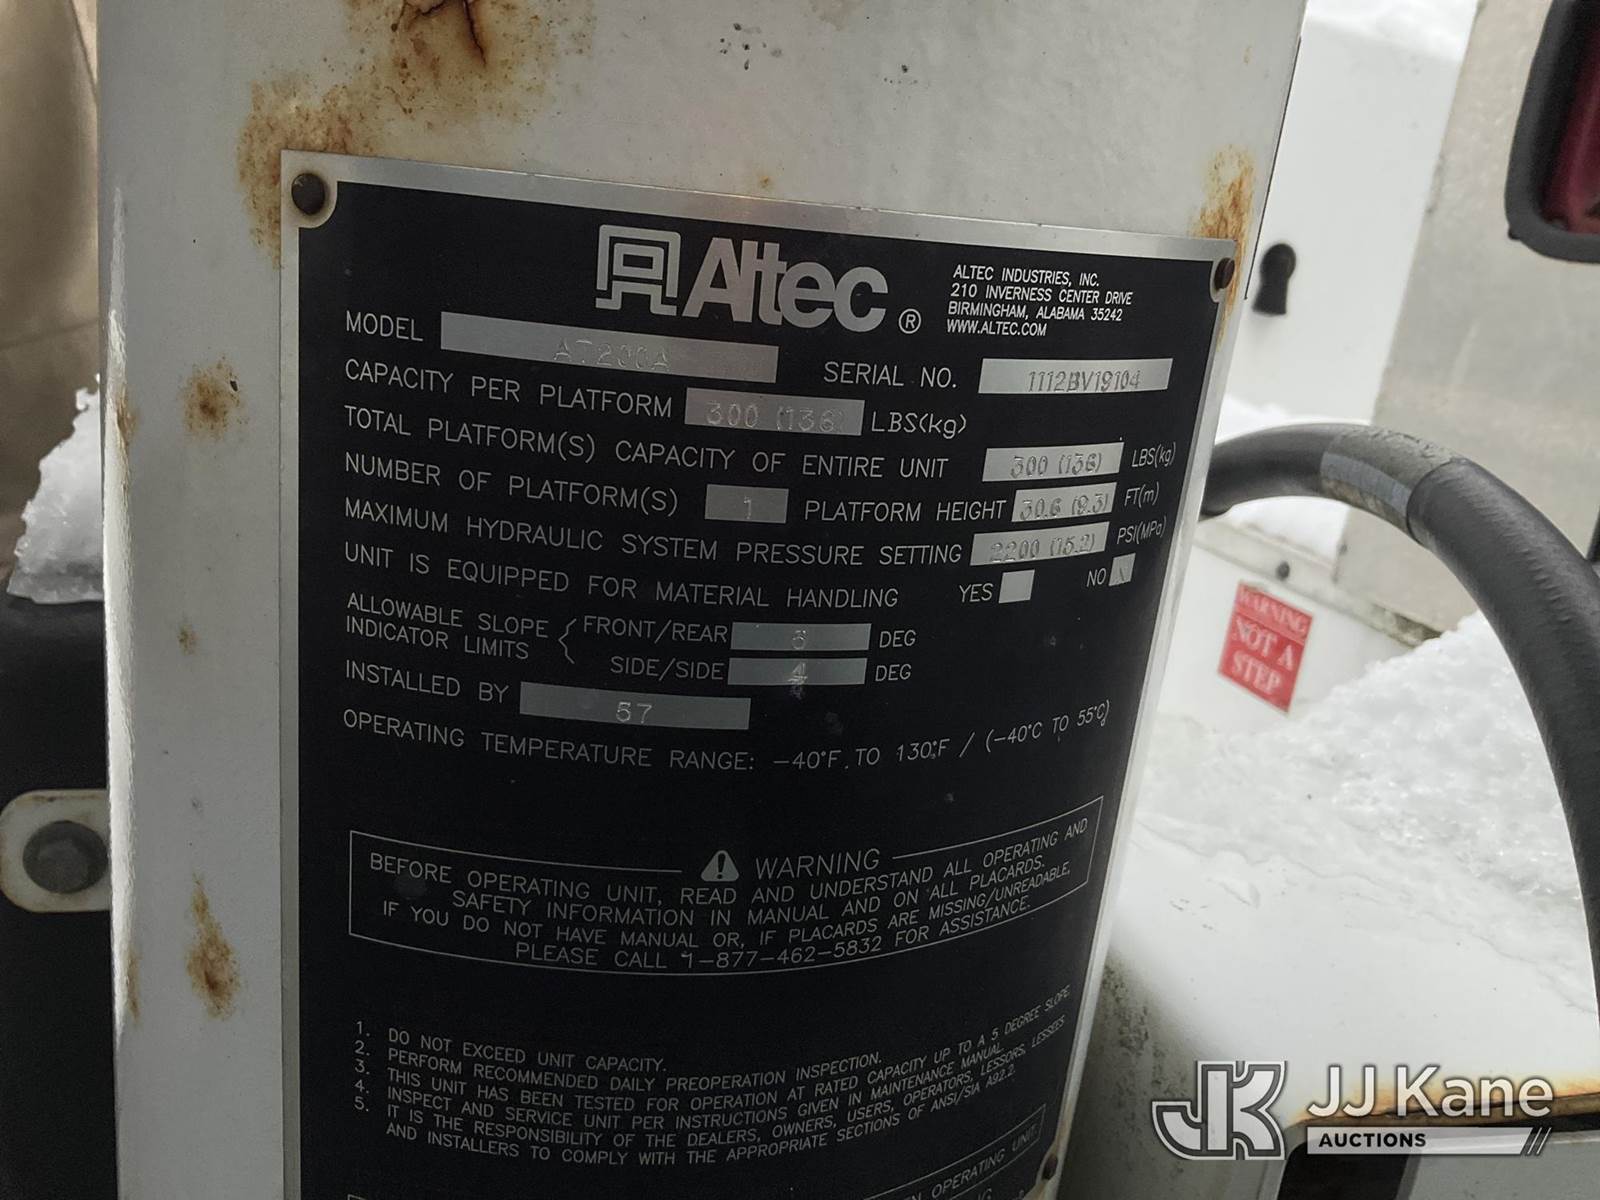 Altec ®
ALTEC INDUSTRIES, INC.
210 INVERNESS CENTER DRIVE
BIRMINGHAM, ALABAMA 35242
WWW.ALTEC.COM
MODEL AT200A
SERIAL NO. 1112BV19104
CAPACITY PER PLATFORM 300 (136) LBS(kg)
TOTAL PLATFORM(S) CAPACITY OF ENTIRE UNIT 300 (136) LBS(kg)
NUMBER OF PLATFORM(S) 1 PLATFORM HEIGHT 30.6 (9.3) FT(m)
MAXIMUM HYDRAULIC SYSTEM PRESSURE SETTING 2200 (15.2) PSI(MPa)
UNIT IS EQUIPPED FOR MATERIAL HANDLING YES NO
ALLOWABLE SLOPE INDICATOR LIMITS { FRONT/REAR 5 DEG
SIDE/SIDE DEG
INSTALLED BY 57
OPERATING TEMPERATURE RANGE: -40°F. TO 130°F / (-40°C TO 55°C)
WARNING
BEFORE OPERATING UNIT, READ AND UNDERSTAND ALL OPERATING AND
SAFETY INFORMATION IN MANUAL AND ON ALL PLACARDS.
IF YOU DO NOT HAVE MANUAL OR, IF PLACARDS ARE MISSING/UNREADABLE,
PLEASE CALL 1-877-462-5832 FOR ASSISTANCE.
1. DO NOT EXCEED UNIT CAPACITY.
2. PERFORM RECOMMENDED DAILY PREOPERATION INSPECTION.
3. THIS UNIT HAS BEEN TESTED FOR OPERATION AT RATED CAPACITY UP TO A 5 DEGREE SLOPE.
4. INSPECT AND SERVICE UNIT PER INSTRUCTIONS GIVEN IN MAINTENANCE MANUAL.
5. IT IS THE RESPONSIBILITY OF THE DEALERS, OWNERS, USERS, OPERATORS, LESSORS, LESSEES
AND INSTALLERS TO COMPLY WITH THE APPROPRIATE SECTIONS OF ANSI/SIA A92.2.
OPERATING UNIT.
WARNING
NOT A
STEP
JK JJ Kane
AUCTIONS